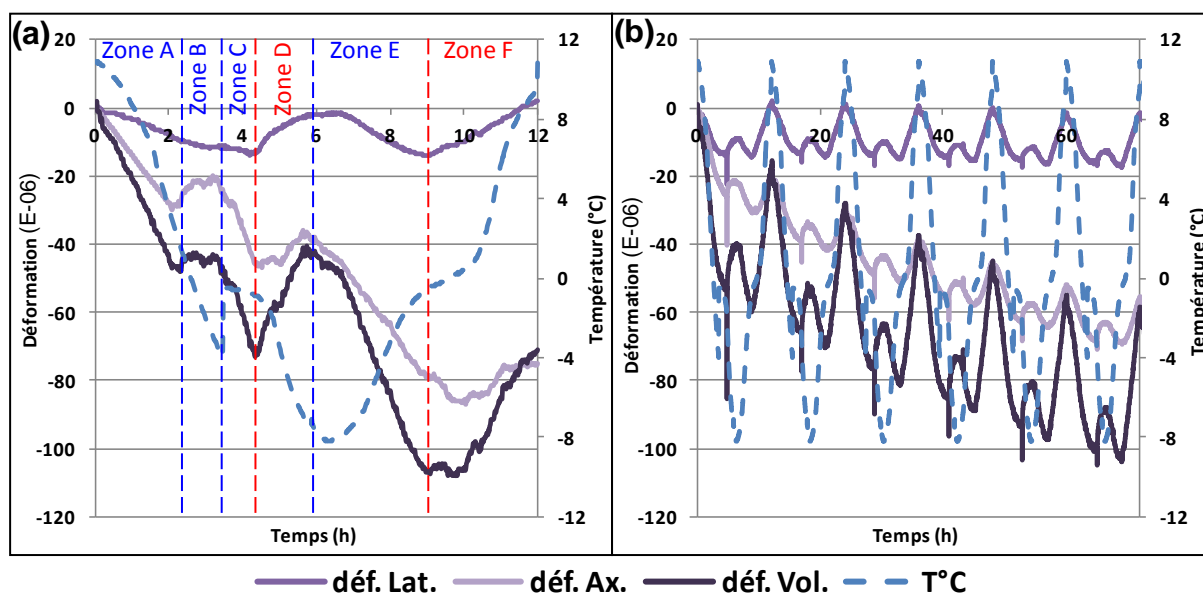 (a)
Zone A
Zone B
Zone C
Zone D
Zone E
Zone F
20
0
-20
-40
-60
-80
-100
-120
0 2 4 6 8 10 12
12
8
4
0
-4
-8
-12
Déformation (E-06)
Température (°C)
Temps (h)
(b)
20
0
-20
-40
-60
-80
-100
-120
0 20 40 60
12
8
4
0
-4
-8
-12
Déformation (E-06)
Température (°C)
Temps (h)
déf. Lat. déf. Ax. déf. Vol. T°C